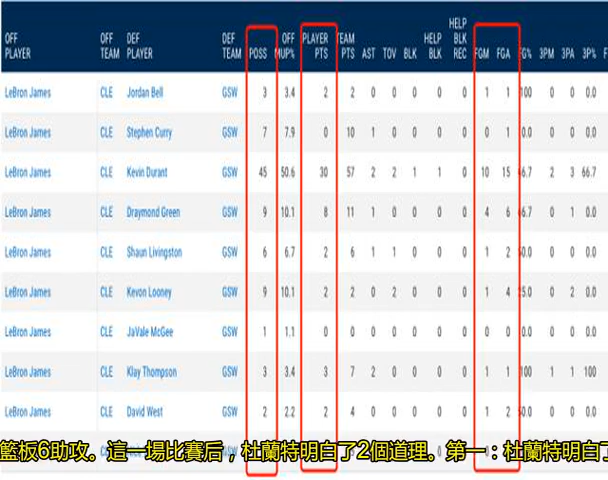 OFF PLAYER OFF TEAM DEF PLAYER DEF TEAM POSS OFF MUP% PLAYER PTS TEAM PTS AST TOV BLK HELP BLK HELP BLK REC FGM FGA FG% 3PM 3PA 3P%
LeBron James CLE Jordan Bell GSW 3 3.4 2 2 0 0 0 0 0 1 1 100 0 0 0.0
LeBron James CLE Stephen Curry GSW 7 7.9 0 10 1 0 0 0 0 0 1 0.0 0 0 0.0
LeBron James CLE Kevin Durant GSW 45 50.6 30 57 2 2 1 1 0 10 15 6.7 2 3 66.7
LeBron James CLE Draymond Green GSW 9 10.1 8 11 1 0 0 0 0 4 6 6.7 0 1 0.0
LeBron James CLE Shaun Livingston GSW 6 6.7 2 6 1 1 0 0 0 1 2 0.0 0 0 0.0
LeBron James CLE Kevon Looney GSW 9 10.1 2 2 0 2 0 0 0 1 4 5.0 0 2 0.0
LeBron James CLE JaVale McGee GSW 1 1.1 0 0 0 0 0 0 0 0 0 0.0 0 0 0.0
LeBron James CLE Klay Thompson GSW 3 3.4 3 7 2 0 0 0 0 1 1 100 1 1 100
LeBron James CLE David West GSW 2 2.2 2 4 0 0 0 0 0 1 2 0.0 0 0 0.0
籃板6助攻。這一場比賽后，杜蘭特明白了2個道理。第一：杜蘭特明白了